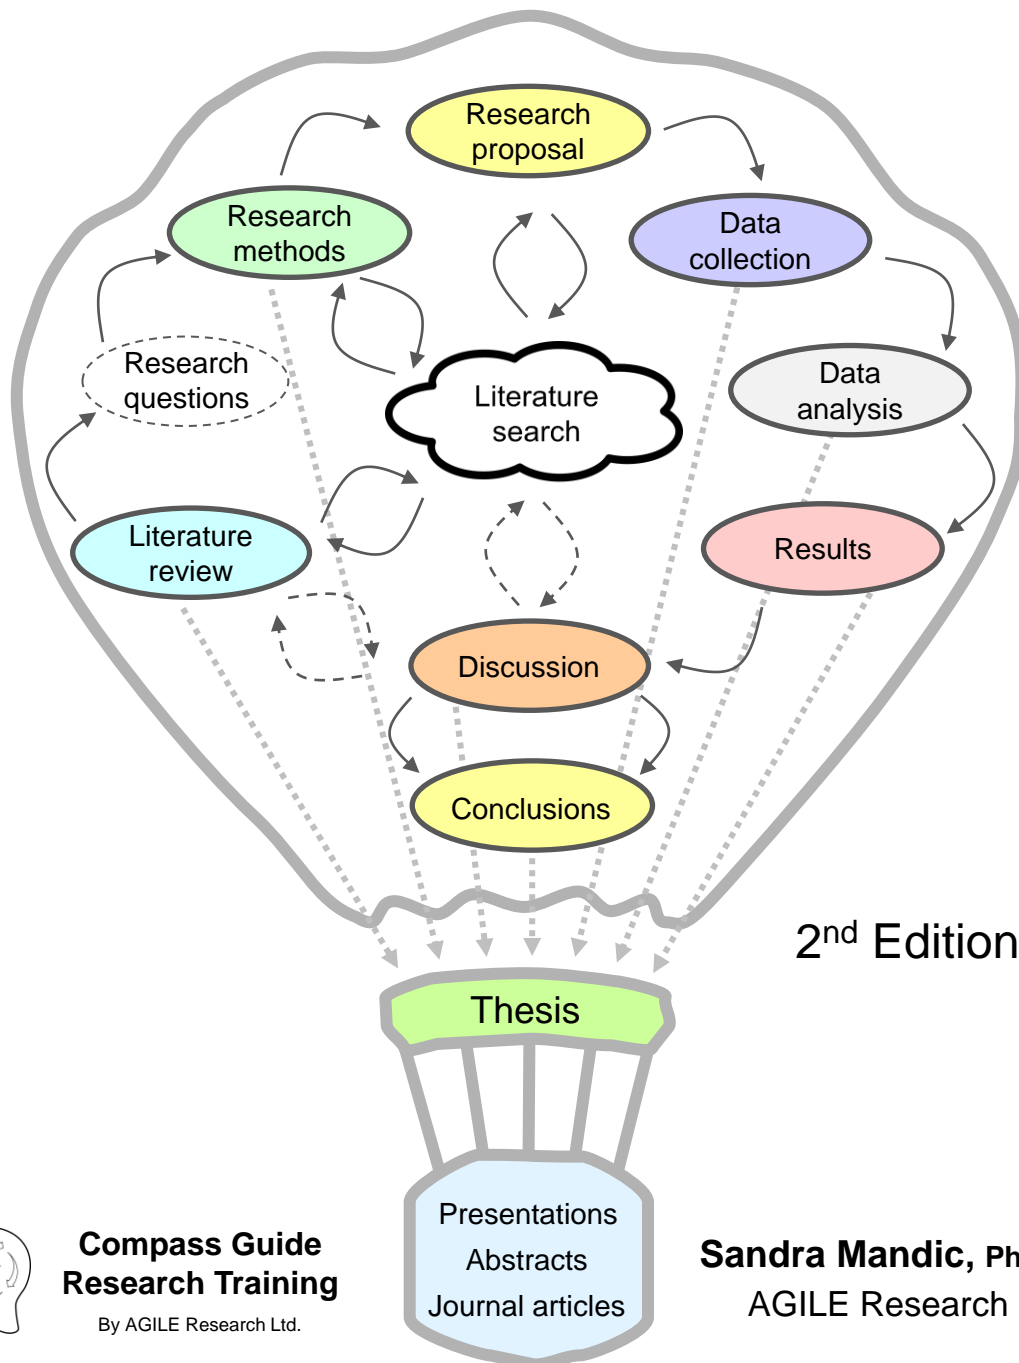 Research
proposal
Research
methods
Data
collection
Research
questions
Literature
search
Data
analysis
Literature
review
Results
Discussion
Conclusions
2nd Edition
Thesis
Presentations
Abstracts
Journal articles
Compass Guide
Research Training
By AGILE Research Ltd.
Sandra Mandic, Ph
AGILE Research